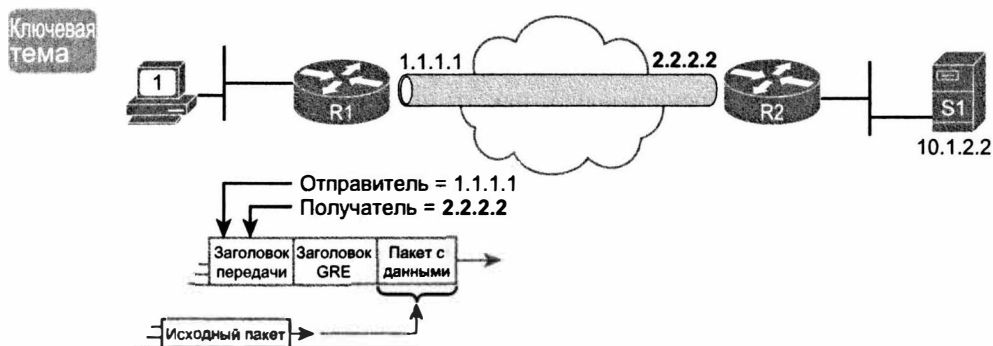 Ключевая
тема
1
1.1.1.1
2.2.2.2
R1
R2
S1
10.1.2.2
Отправитель = 1.1.1.1
Получатель = 2.2.2.2
Заголовок
передачи
Заголовок
GRE
Пакет с
данными
Исходный пакет